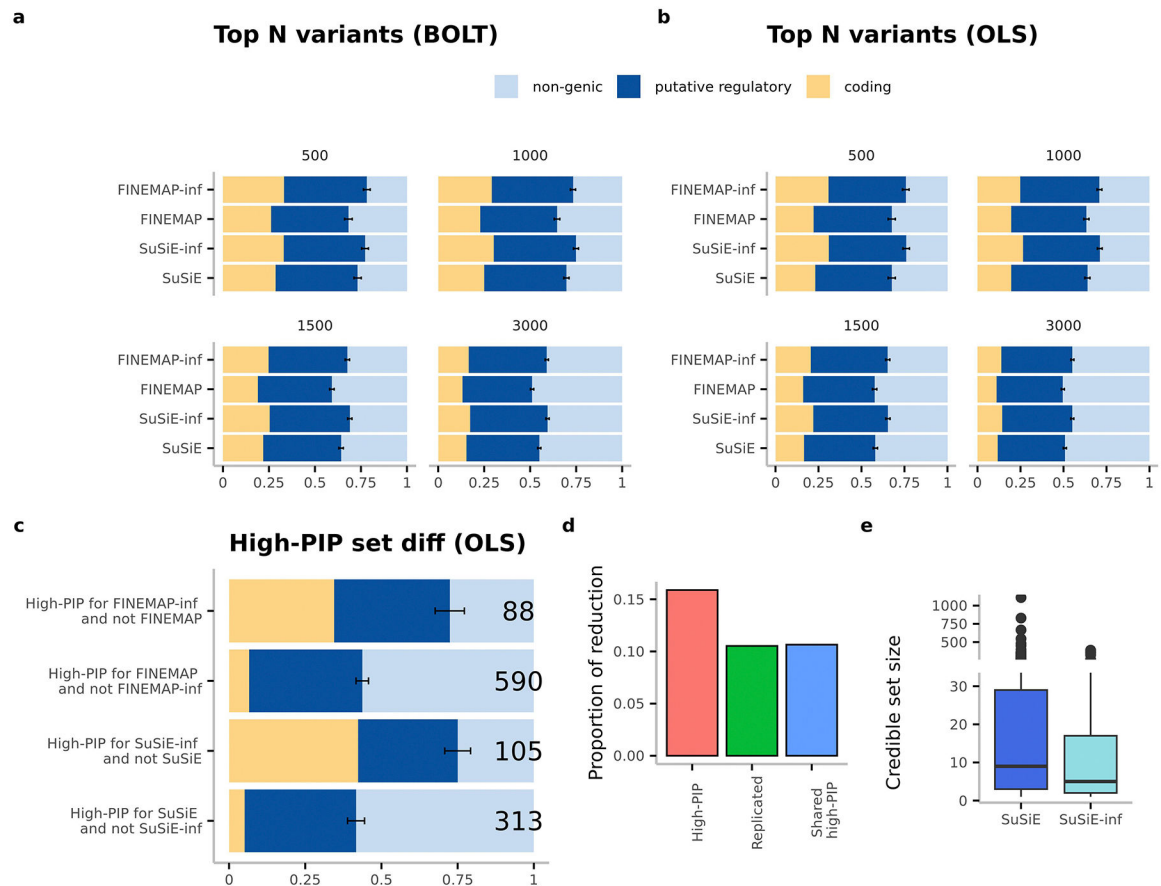 a
Top N variants (BOLT)
b
Top N variants (OLS)
non-genic
putative regulatory
coding
500
1000
FINEMAP-inf
FINEMAP
SuSiE-inf
SuSiE
1500
3000
FINEMAP-inf
FINEMAP
SuSiE-inf
SuSiE
0 0.25 0.5 0.75 1
0 0.25 0.5 0.75 1
500
1000
FINEMAP-inf
FINEMAP
SuSiE-inf
SuSiE
1500
3000
FINEMAP-inf
FINEMAP
SuSiE-inf
SuSiE
0 0.25 0.5 0.75 1
0 0.25 0.5 0.75 1
c
High-PIP set diff (OLS)
High-PIP for FINEMAP-inf
and not FINEMAP
88
High-PIP for FINEMAP
and not FINEMAP-inf
590
High-PIP for SuSiE-inf
and not SuSiE
105
High-PIP for SuSiE
and not SuSiE-inf
313
0 0.25 0.5 0.75 1
d
Proportion of reduction
0.15
0.10
0.05
0.00
High-PIP
Replicated
Shared
high-PIP
e
Credible set size
1000
750
500
30
20
10
0
SuSiE
SuSiE-inf